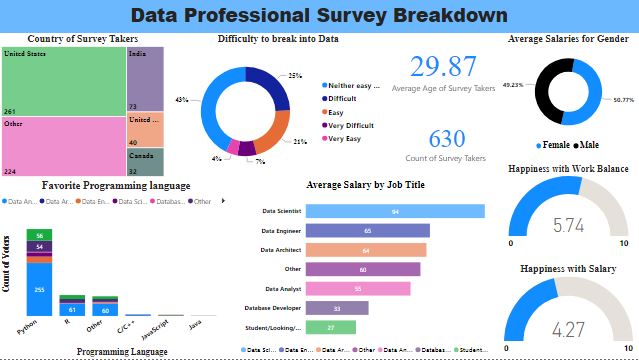 Data Professional Survey Breakdown
Country of Survey Takers
United States
261
India
73
Other
224
United ...
40
Canada
32
Difficulty to break into Data
25%
43%
21%
4%
7%
Neither easy ...
Difficult
Easy
Very Difficult
Very Easy
29.87
Average Age of Survey Takers
630
Count of Survey Takers
Average Salaries for Gender
49.23%
50.77%
Female Male
Favorite Programming language
Data An... Data Ar... Data En... Data Sci... Databas... Other
Count of Voters
56
54
255
61
60
Python
R
Other
C/C++
JavaScript
Java
Programming Language
Average Salary by Job Title
Data Scientist 94
Data Engineer 65
Data Architect 64
Other 60
Data Analyst 55
Database Developer 33
Student/Looking/... 27
Data Sci... Data En... Data Ar... Other Data An... Databas... Student...
Happiness with Work Balance
5.74
0 10
Happiness with Salary
4.27
0 10